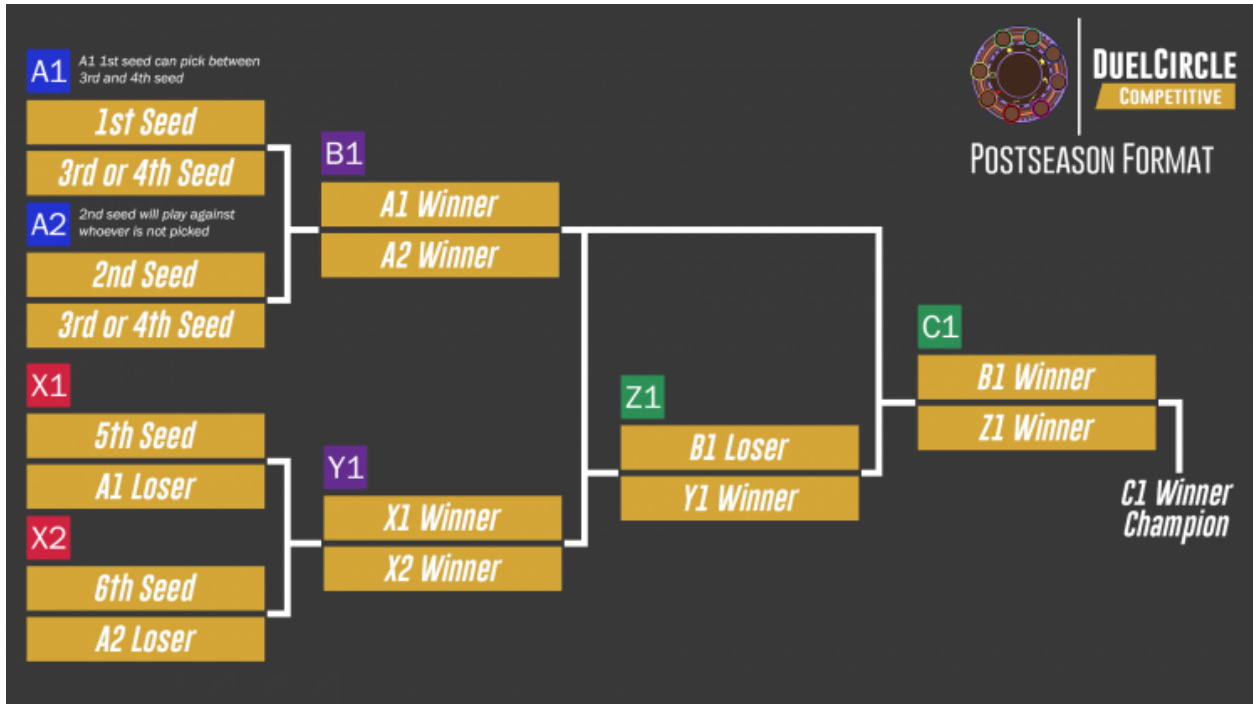 A1
A1 1st seed can pick between
3rd and 4th seed
1st Seed
3rd or 4th Seed
A2
2nd seed will play against
whoever is not picked
2nd Seed
3rd or 4th Seed
X1
5th Seed
A1 Loser
X2
6th Seed
A2 Loser
B1
A1 Winner
A2 Winner
Y1
X1 Winner
X2 Winner
Z1
B1 Loser
Y1 Winner
C1
B1 Winner
Z1 Winner
C1 Winner
Champion
DUELCIRCLE
COMPETITIVE
POSTSEASON FORMAT